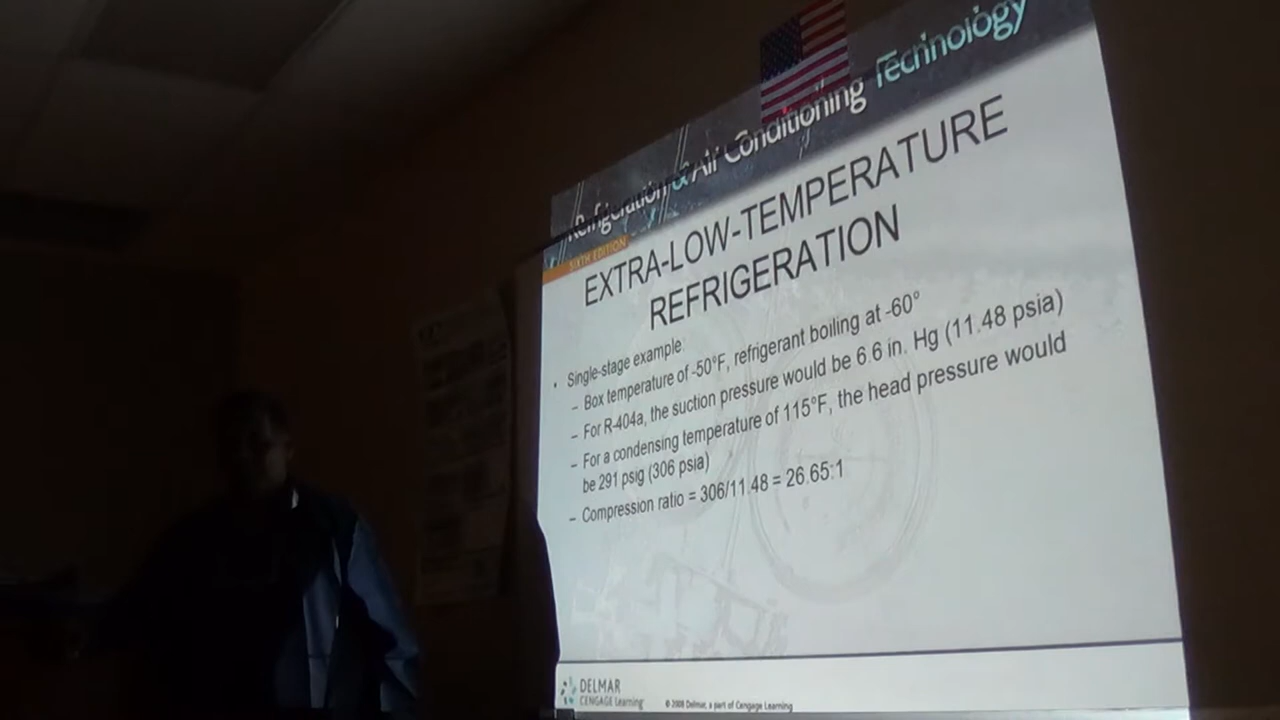 Refrigeration & Air Conditioning Technology
SIXTH EDITION
EXTRA-LOW-TEMPERATURE
REFRIGERATION
• Single-stage example:
– Box temperature of -50°F, refrigerant boiling at -60°
– For R-404a, the suction pressure would be 6.6 in. Hg (11.48 psia)
– For a condensing temperature of 115°F, the head pressure would
be 291 psig (306 psia)
– Compression ratio = 306/11.48 = 26.65:1
DELMAR
CENGAGE Learning
© 2008 Delmar, a part of Cengage Learning